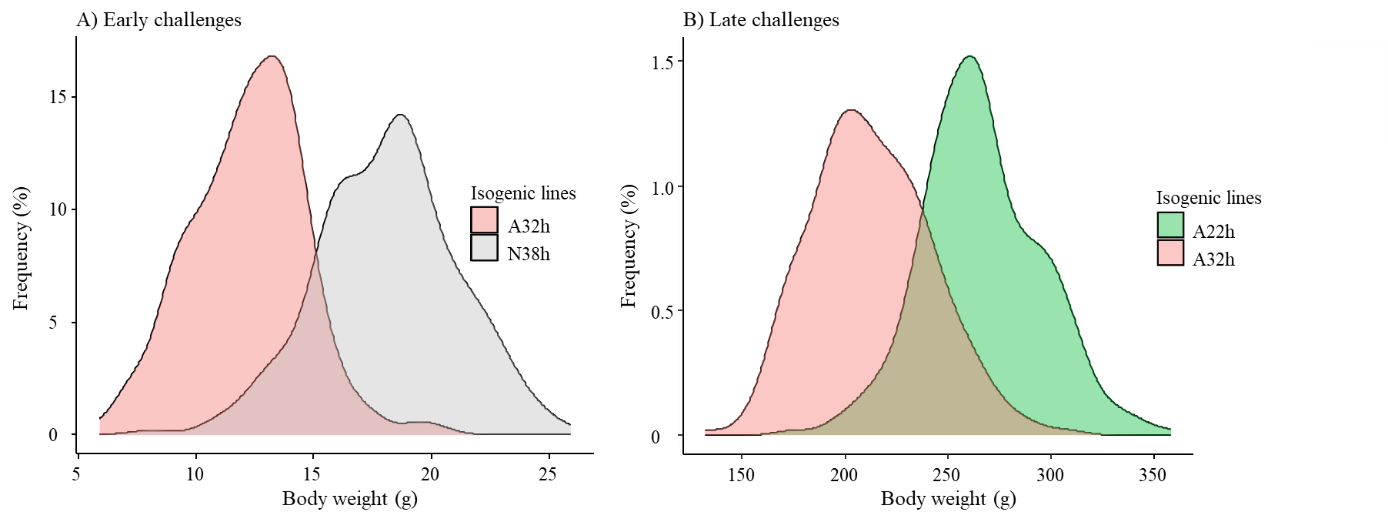 A) Early challenges
Frequency (%)
15
10
5
0
5
10
15
20
25
Body weight (g)
Isogenic lines
A32h
N38h
B) Late challenges
Frequency (%)
1.5
1.0
0.5
0
150
200
250
300
350
Body weight (g)
Isogenic lines
A22h
A32h